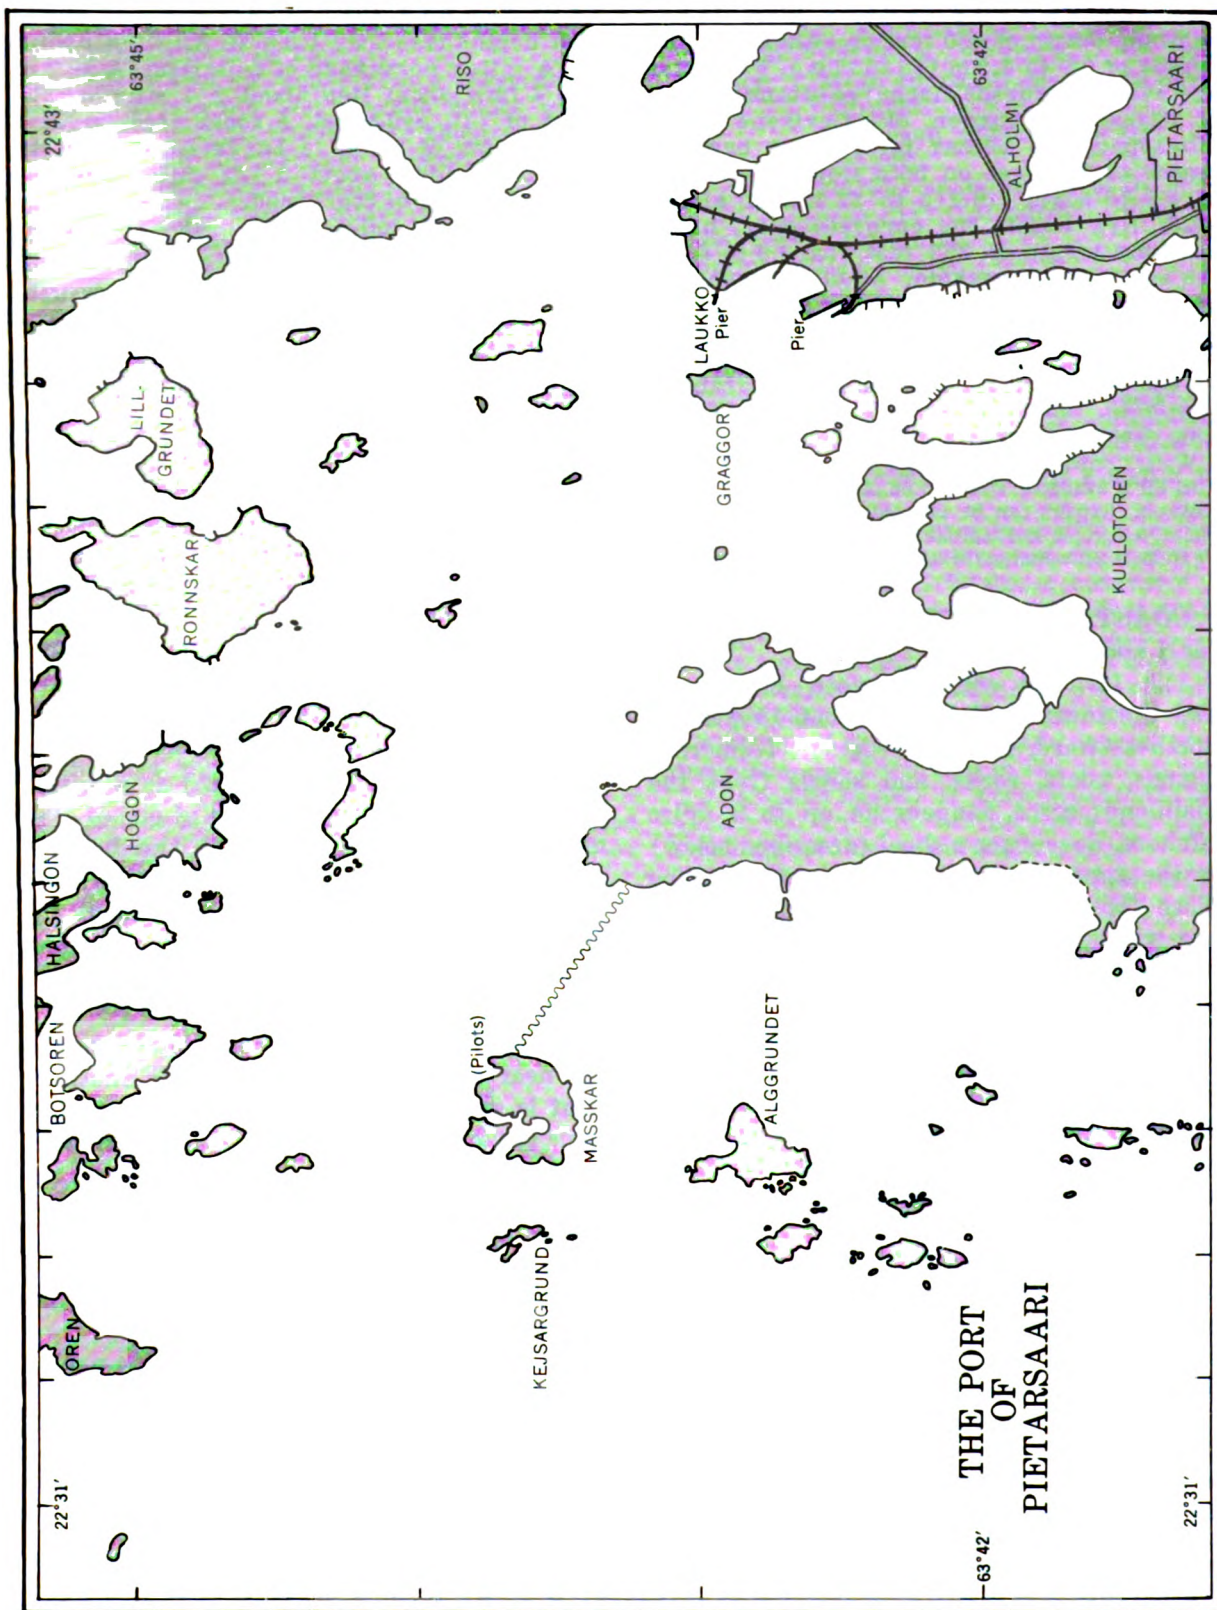 THE PORT
OF
PIETARSAARI
22°31′
22°43′
63°45′
63°42′
63°42′
22°31′
OREN
BOTSOREN
HALSINGON
HOGON
RONNSKAR
LILL-
GRUNDET
RISO
KEJSARGRUND
MASSKAR
(Pilots)
ALGGRUNDET
ADON
GRAGGOR
LAUKKO
Pier
Pier
KULLOTOREN
ALHOLMI
PIETARSAARI